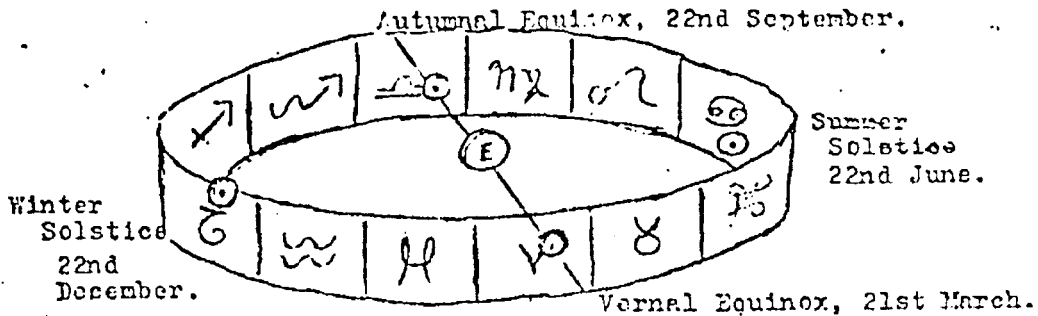 Autumnal Equinox, 22nd September.
♐ ♏ ♎ ♍ ♌ ♋
E
Summer
Solstice
22nd June.
Winter
Solstice
22nd
December.
♑ ♒ ♓ ♈ ♉ ♊
Vernal Equinox, 21st March.